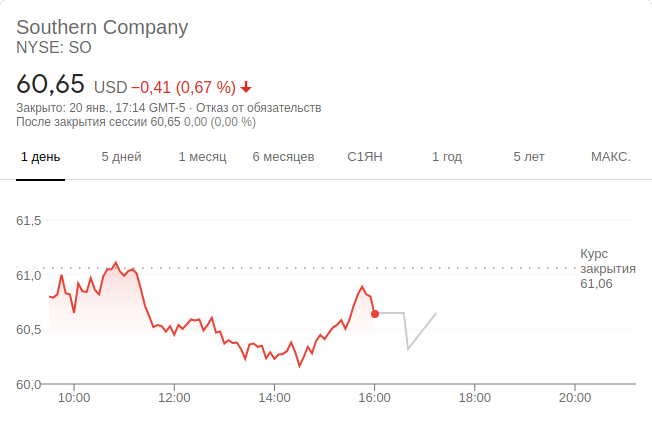 Southern Company
NYSE: SO
60,65 USD −0,41 (0,67 %)
Закрыто: 20 янв., 17:14 GMT-5 · Отказ от обязательств
После закрытия сессии 60,65 0,00 (0,00 %)
1 день 5 дней 1 месяц 6 месяцев С1ЯН 1 год 5 лет МАКС.
61,5
61,0
60,5
60,0
Курс
закрытия
61,06
10:00 12:00 14:00 16:00 18:00 20:00